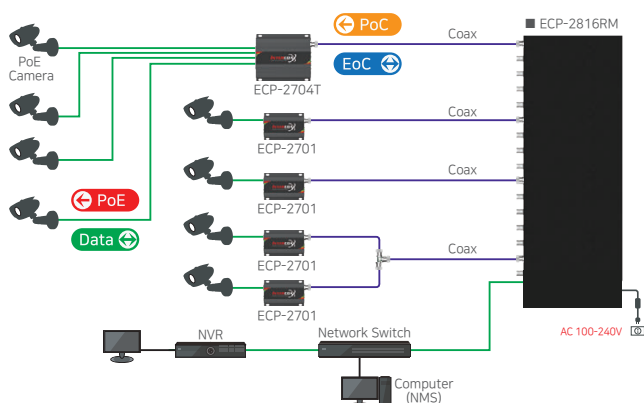 PoC
Coax
ECP-2816RM
EoC
PoE
Camera
ECP-2704T
Coax
ECP-2701
Coax
ECP-2701
PoE
Data
Coax
ECP-2701
ECP-2701
AC 100-240V
NVR
Network Switch
Computer
(NMS)